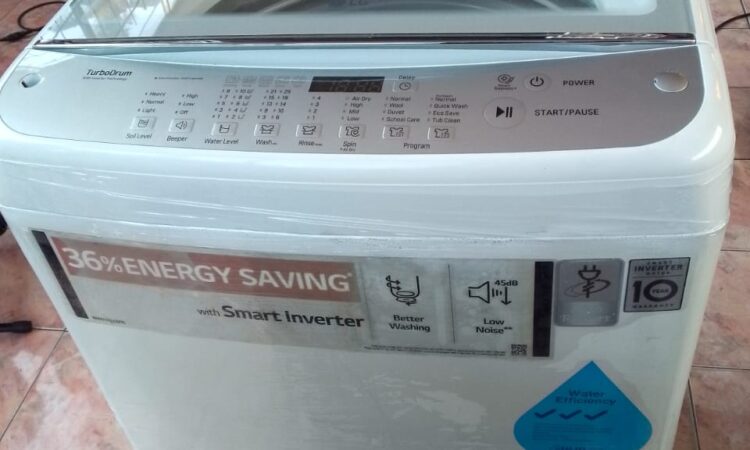 TurboDrum
Delay
POWER
START/PAUSE
Heavy
Normal
Light
Soil Level
High
Low
Off
Beeper
Water Level
Wash
Rinse
Air Dry
High
Mid
Low
Spin
Normal
Wool
Duvet
School Care
Normal
Quick Wash
Eco Save
Tub Clean
Program
36% ENERGY SAVING*
with Smart Inverter
Better
Washing
45dB
Low
Noise**
INVERTER
10
YEAR
WARRANTY
Water
Efficiency